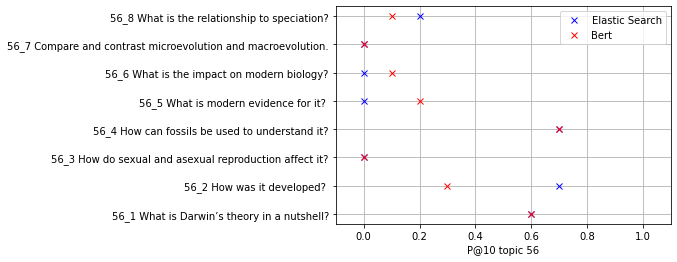 56_8 What is the relationship to speciation?
56_7 Compare and contrast microevolution and macroevolution.
56_6 What is the impact on modern biology?
56_5 What is modern evidence for it?
56_4 How can fossils be used to understand it?
56_3 How do sexual and asexual reproduction affect it?
56_2 How was it developed?
56_1 What is Darwin’s theory in a nutshell?
Elastic Search
Bert
0.0 0.2 0.4 0.6 0.8 1.0
P@10 topic 56